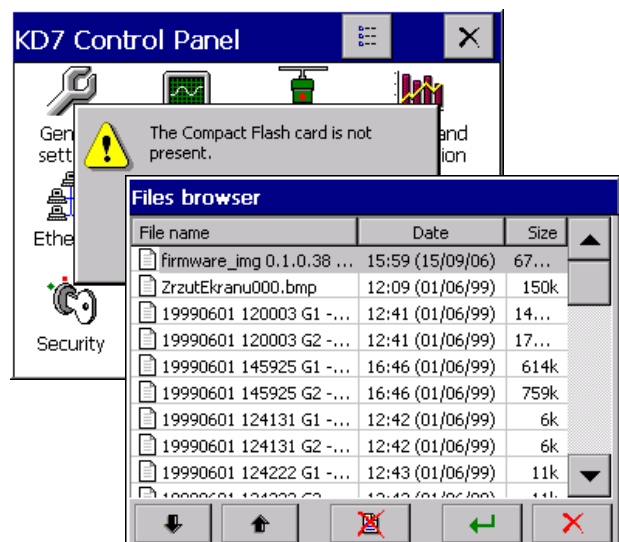 KD7 Control Panel
Gen
sett
and
ion
The Compact Flash card is not
present.
Ethe
Security
Files browser
File name Date Size
firmware_img 0.1.0.38 ... 15:59 (15/09/06) 67...
ZrzutEkranu000.bmp 12:09 (01/06/99) 150k
19990601 120003 G1 -... 12:41 (01/06/99) 14...
19990601 120003 G2 -... 12:41 (01/06/99) 17...
19990601 145925 G1 -... 16:46 (01/06/99) 614k
19990601 145925 G2 -... 16:46 (01/06/99) 759k
19990601 124131 G1 -... 12:42 (01/06/99) 6k
19990601 124131 G2 -... 12:42 (01/06/99) 6k
19990601 124222 G1 -... 12:43 (01/06/99) 11k